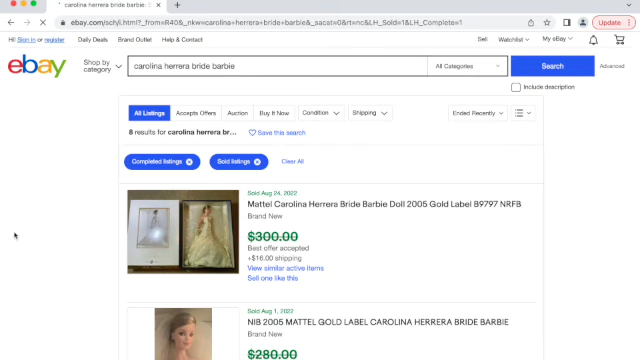 carolina herrera bride barbie: S
ebay.com/sch/i.html?_from=R40&_nkw=carolina+herrera+bride+barbie&_sacat=0&rt=nc&LH_Sold=1&LH_Complete=1
Update
Hi! Sign in or register
Daily Deals
Brand Outlet
Help & Contact
Sell
Watchlist
My eBay
ebay
Shop by category
carolina herrera bride barbie
All Categories
Search
Advanced
Include description
All Listings
Accepts Offers
Auction
Buy It Now
Condition
Shipping
Ended Recently
8 results for carolina herrera br...
Save this search
Completed listings
Sold listings
Clear All
Sold Aug 24, 2022
Mattel Carolina Herrera Bride Barbie Doll 2005 Gold Label B9797 NRFB
Brand New
$300.00
Best offer accepted
+$16.00 shipping
View similar active items
Sell one like this
Sold Aug 1, 2022
NIB 2005 MATTEL GOLD LABEL CAROLINA HERRERA BRIDE BARBIE
Brand New
$280.00